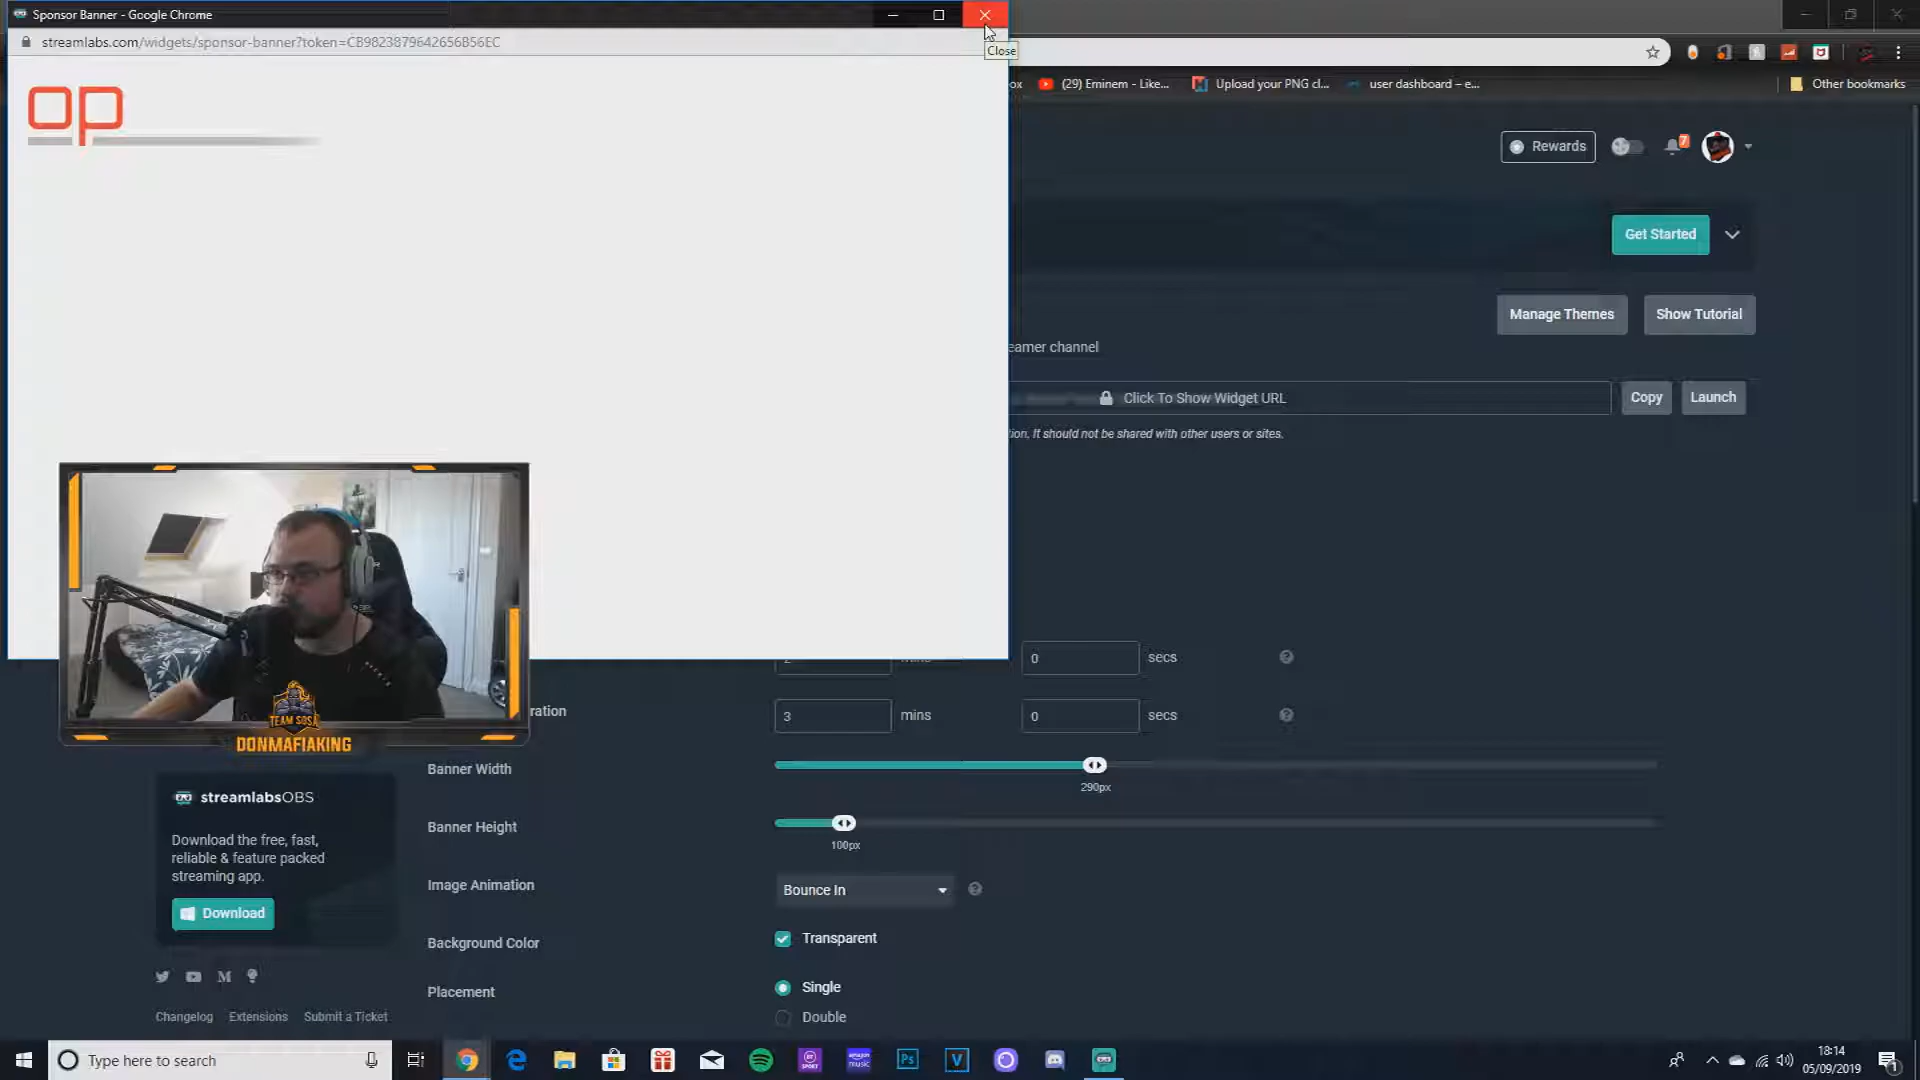 Sponsor Banner - Google Chrome
streamlabs.com/widgets/sponsor-banner?token=CB9823879642656B56EC
Close
op
(29) Eminem - Like...
Upload your PNG cl...
user dashboard – e...
Other bookmarks
Rewards
7
Get Started
Manage Themes
Show Tutorial
eamer channel
Click To Show Widget URL
Copy
Launch
tion. It should not be shared with other users or sites.
mins
0
secs
ration
3
mins
0
secs
TEAM SOSA
DONMAFIAKING
Banner Width
290px
Banner Height
100px
Image Animation
Bounce In
Background Color
Transparent
Placement
Single
Double
streamlabsOBS
Download the free, fast,
reliable & feature packed
streaming app.
Download
Changelog
Extensions
Submit a Ticket
Type here to search
18:14
05/09/2019
1